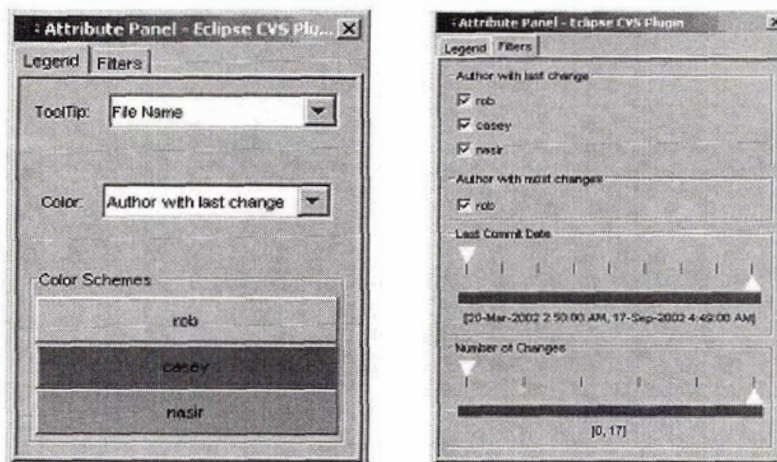 Attribute Panel - Eclipse CVS Plu...
Legend Filters
ToolTip: File Name
Color: Author with last change
Color Schemes
rob
casey
nasir
Attribute Panel - Eclipse CVS Plugin
Legend Filters
Author with last change
rob
casey
nasir
Author with most changes
rob
Last Commit Date
[20-Mar-2002 2:50:00 AM, 17-Sep-2002 4:49:00 AM]
Number of Changes
[0, 17]